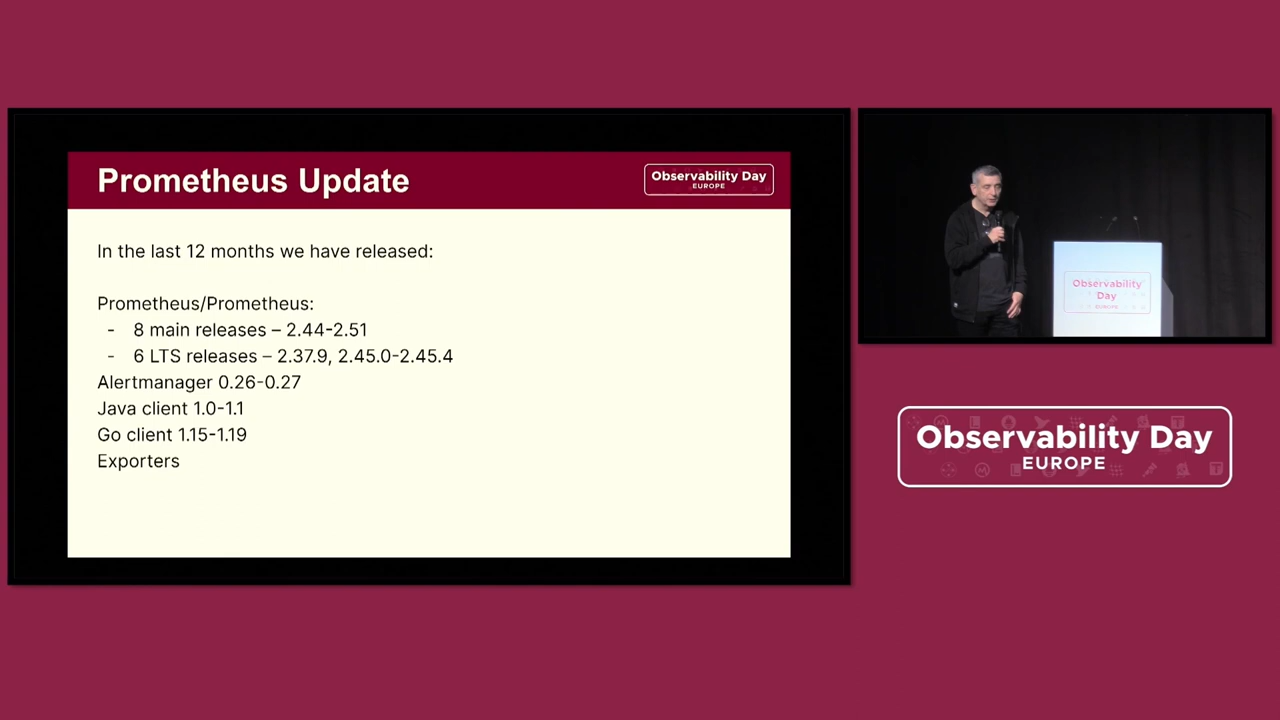 Prometheus Update
Observability Day
EUROPE
In the last 12 months we have released:
Prometheus/Prometheus:
- 8 main releases – 2.44-2.51
- 6 LTS releases – 2.37.9, 2.45.0-2.45.4
Alertmanager 0.26-0.27
Java client 1.0-1.1
Go client 1.15-1.19
Exporters
Observability
Day
EUROPE
Observability Day
EUROPE